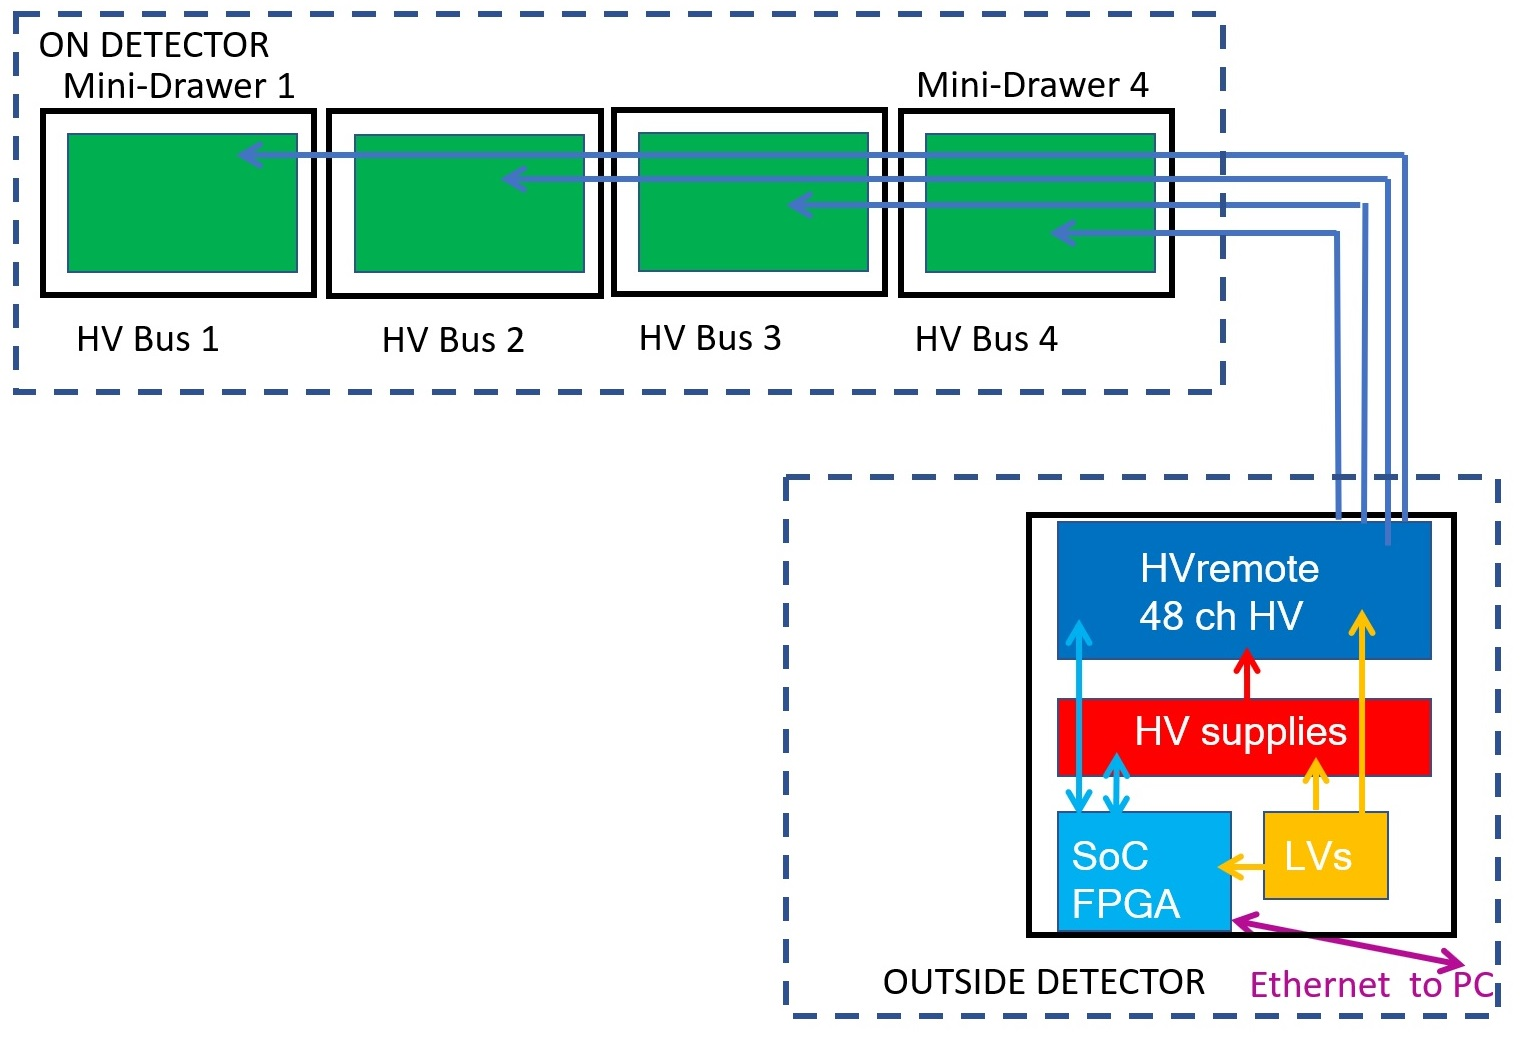 ON DETECTOR
Mini-Drawer 1
Mini-Drawer 4
HV Bus 1
HV Bus 2
HV Bus 3
HV Bus 4
HVremote
48 ch HV
HV supplies
SoC
FPGA
LVs
OUTSIDE DETECTOR
Ethernet to PC